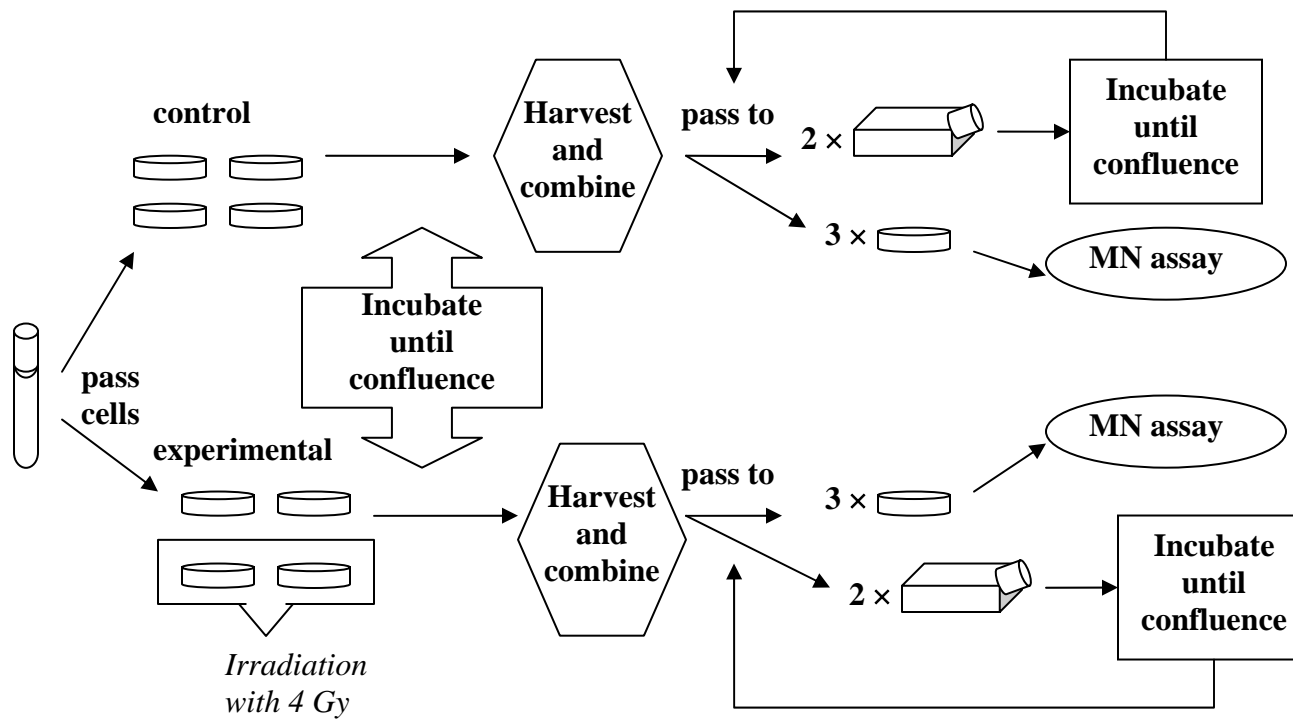 control
Harvest
and
combine
pass to
2 ×
Incubate
until
confluence
3 ×
MN assay
Incubate
until
confluence
pass
cells
experimental
Harvest
and
combine
pass to
3 ×
MN assay
2 ×
Incubate
until
confluence
Irradiation
with 4 Gy